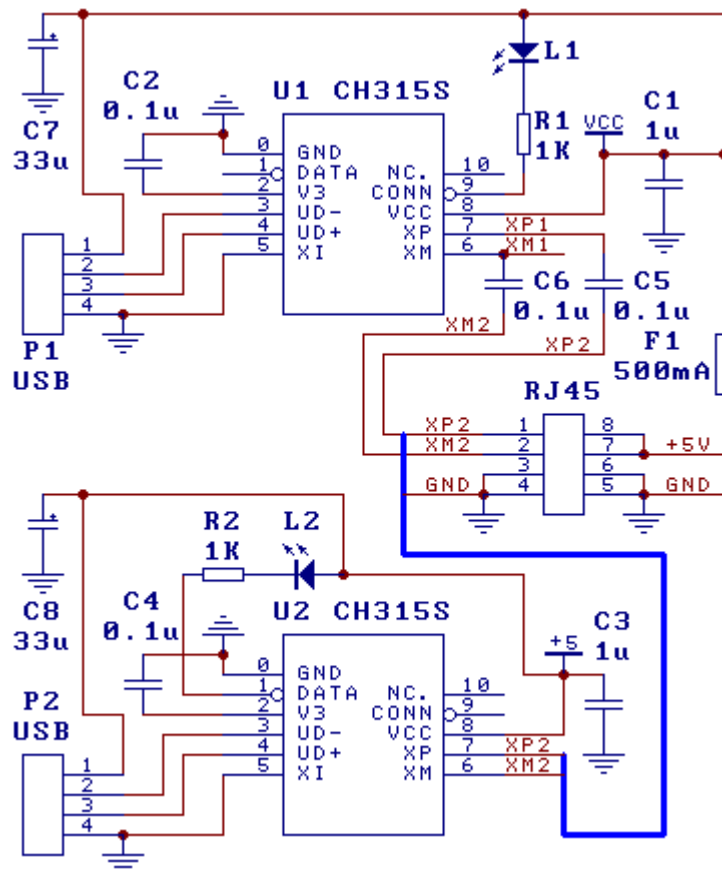 L1
C2
0.1u
U1 CH315S
C1
1u
VCC
C7
33u
R1
1K
0
GND
1
DATA
NC.
10
2
V3
CONN
9
3
UD-
VCC
8
4
UD+
XP
7
XP1
5
XI
XM
6
XM1
1
2
3
4
P1
USB
C6
0.1u
C5
0.1u
XM2
XP2
F1
500mA
RJ45
XP2
1
8
XM2
2
7
+5V
3
6
GND
4
5
GND
R2
1K
L2
C8
33u
C4
0.1u
U2 CH315S
+5
C3
1u
0
GND
1
DATA
NC.
10
2
V3
CONN
9
3
UD-
VCC
8
4
UD+
XP
7
XP2
5
XI
XM
6
XM2
P2
USB
1
2
3
4